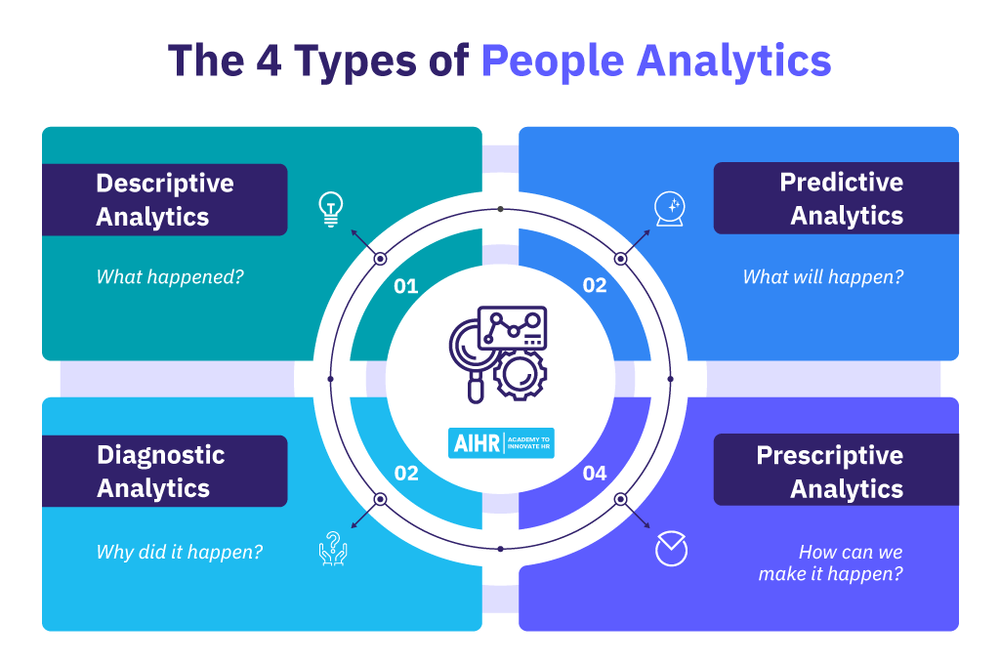 The 4 Types of People Analytics
Descriptive
Analytics
What happened?
01
Predictive
Analytics
What will happen?
02
AIHR
ACADEMY TO
INNOVATE HR
Diagnostic
Analytics
Why did it happen?
02
Prescriptive
Analytics
How can we
make it happen?
04